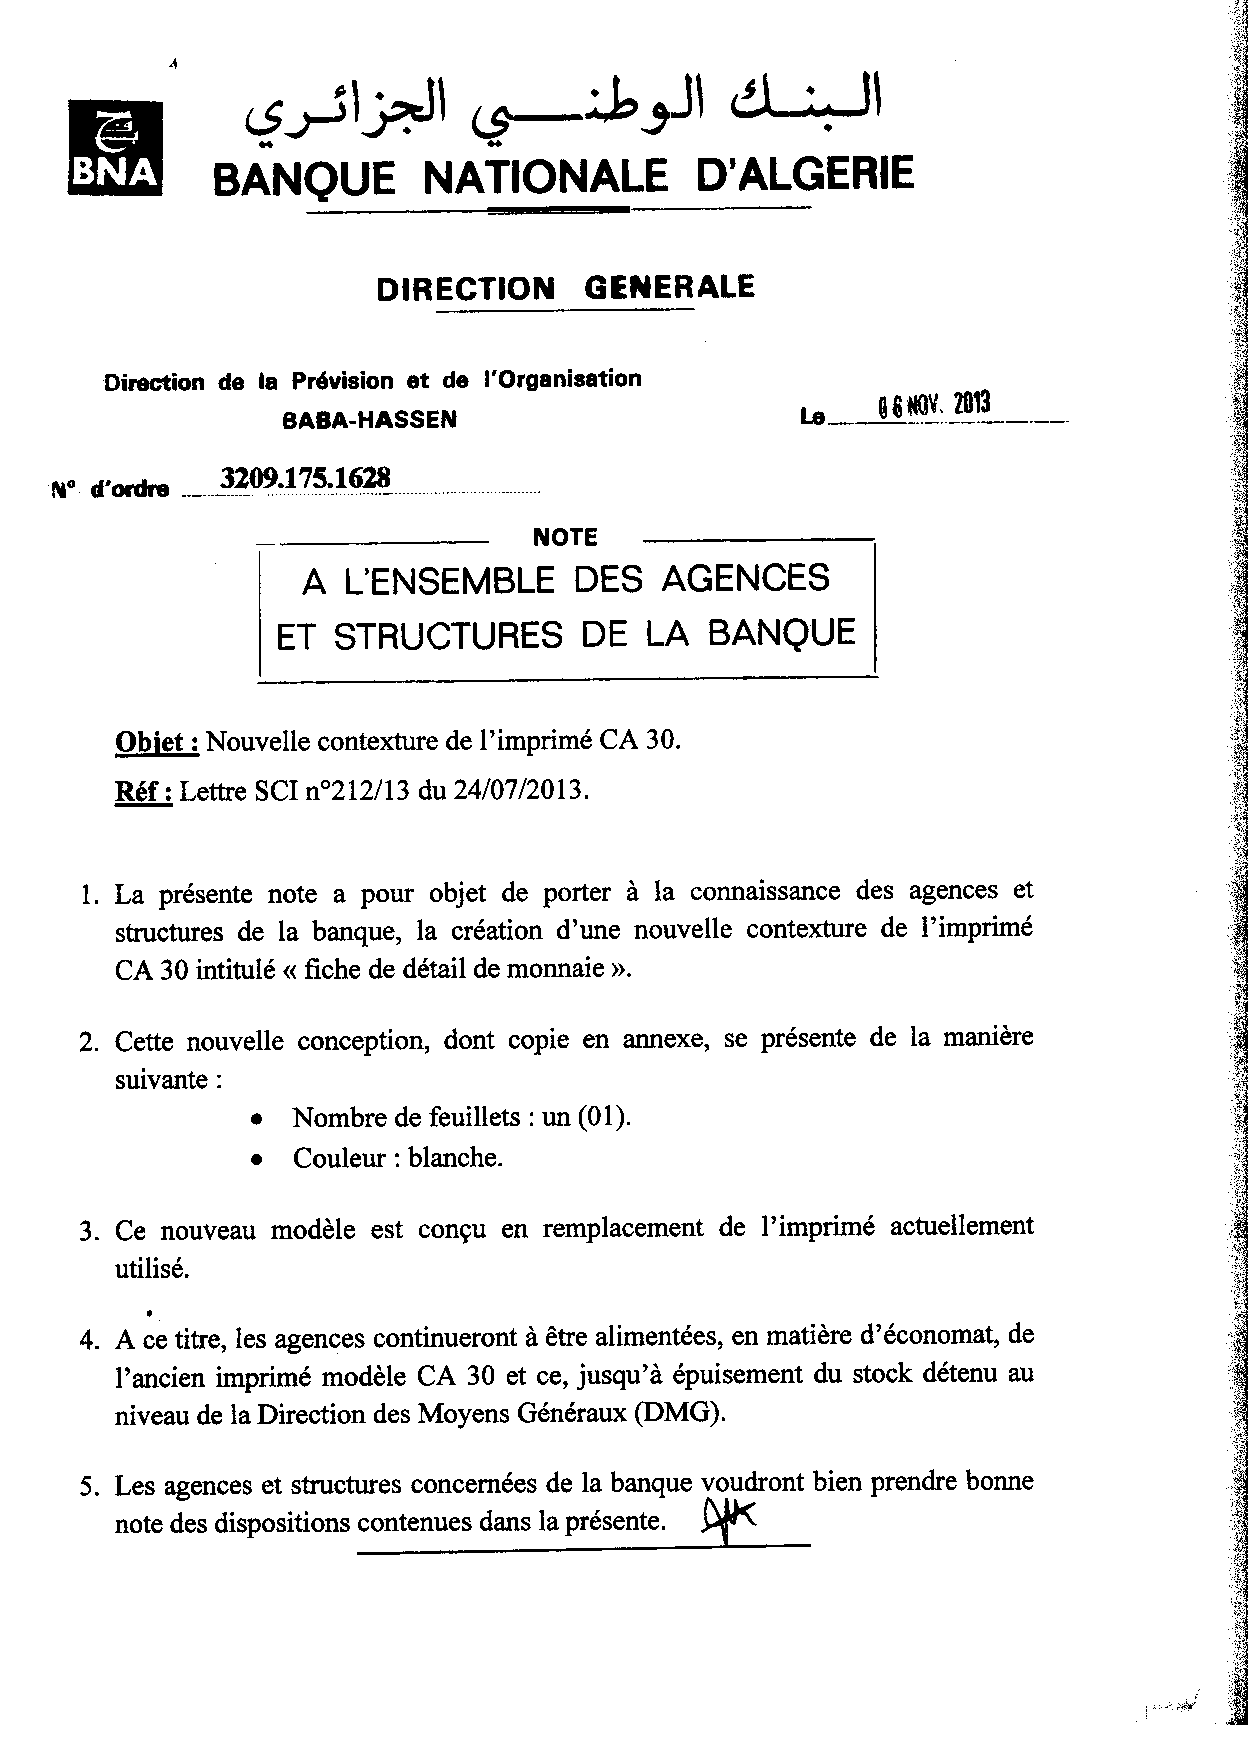 البنك الوطني الجزائري
BNA
BANQUE NATIONALE D'ALGERIE
DIRECTION GENERALE
Direction de la Prévision et de l'Organisation
BABA-HASSEN
Le 06 NOV. 2013
N° d'ordre 3209.175.1628
NOTE
A L'ENSEMBLE DES AGENCES
ET STRUCTURES DE LA BANQUE
Objet : Nouvelle contexture de l'imprimé CA 30.
Réf : Lettre SCI n°212/13 du 24/07/2013.
1. La présente note a pour objet de porter à la connaissance des agences et
structures de la banque, la création d'une nouvelle contexture de l'imprimé
CA 30 intitulé « fiche de détail de monnaie ».
2. Cette nouvelle conception, dont copie en annexe, se présente de la manière
suivante :
• Nombre de feuillets : un (01).
• Couleur : blanche.
3. Ce nouveau modèle est conçu en remplacement de l'imprimé actuellement
utilisé.
4. A ce titre, les agences continueront à être alimentées, en matière d'économat, de
l'ancien imprimé modèle CA 30 et ce, jusqu'à épuisement du stock détenu au
niveau de la Direction des Moyens Généraux (DMG).
5. Les agences et structures concernées de la banque voudront bien prendre bonne
note des dispositions contenues dans la présente.